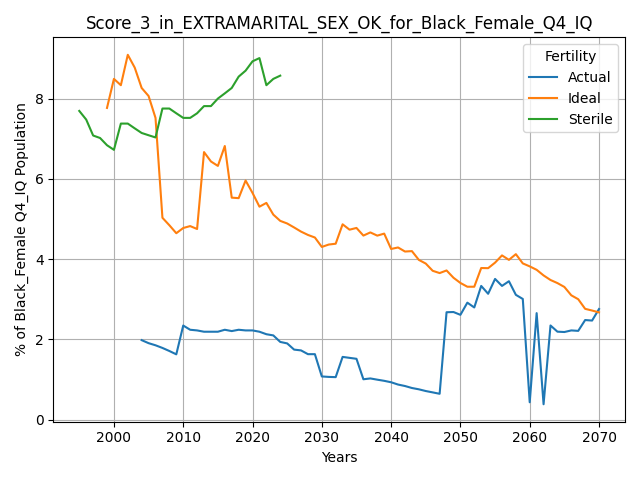 Score_3_in_EXTRAMARITAL_SEX_OK_for_Black_Female_Q4_IQ
Fertility
Actual
Ideal
Sterile
% of Black_Female Q4_IQ Population
8
6
4
2
0
2000 2010 2020 2030 2040 2050 2060 2070
Years